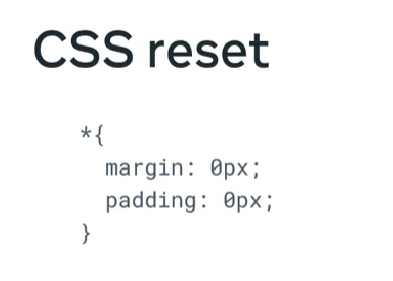 CSS reset
*{
margin: 0px;
padding: 0px;
}